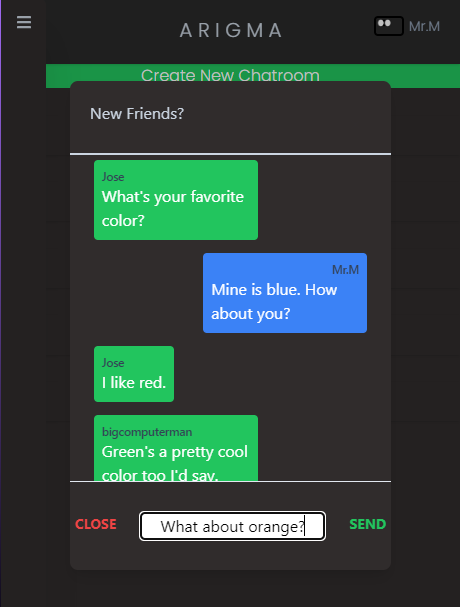 ARIGMA
Mr.M
Create New Chatroom
New Friends?
Jose
What's your favorite
color?
Mr.M
Mine is blue. How
about you?
Jose
I like red.
bigcomputerman
Green's a pretty cool
color too I'd say.
CLOSE
What about orange?
SEND